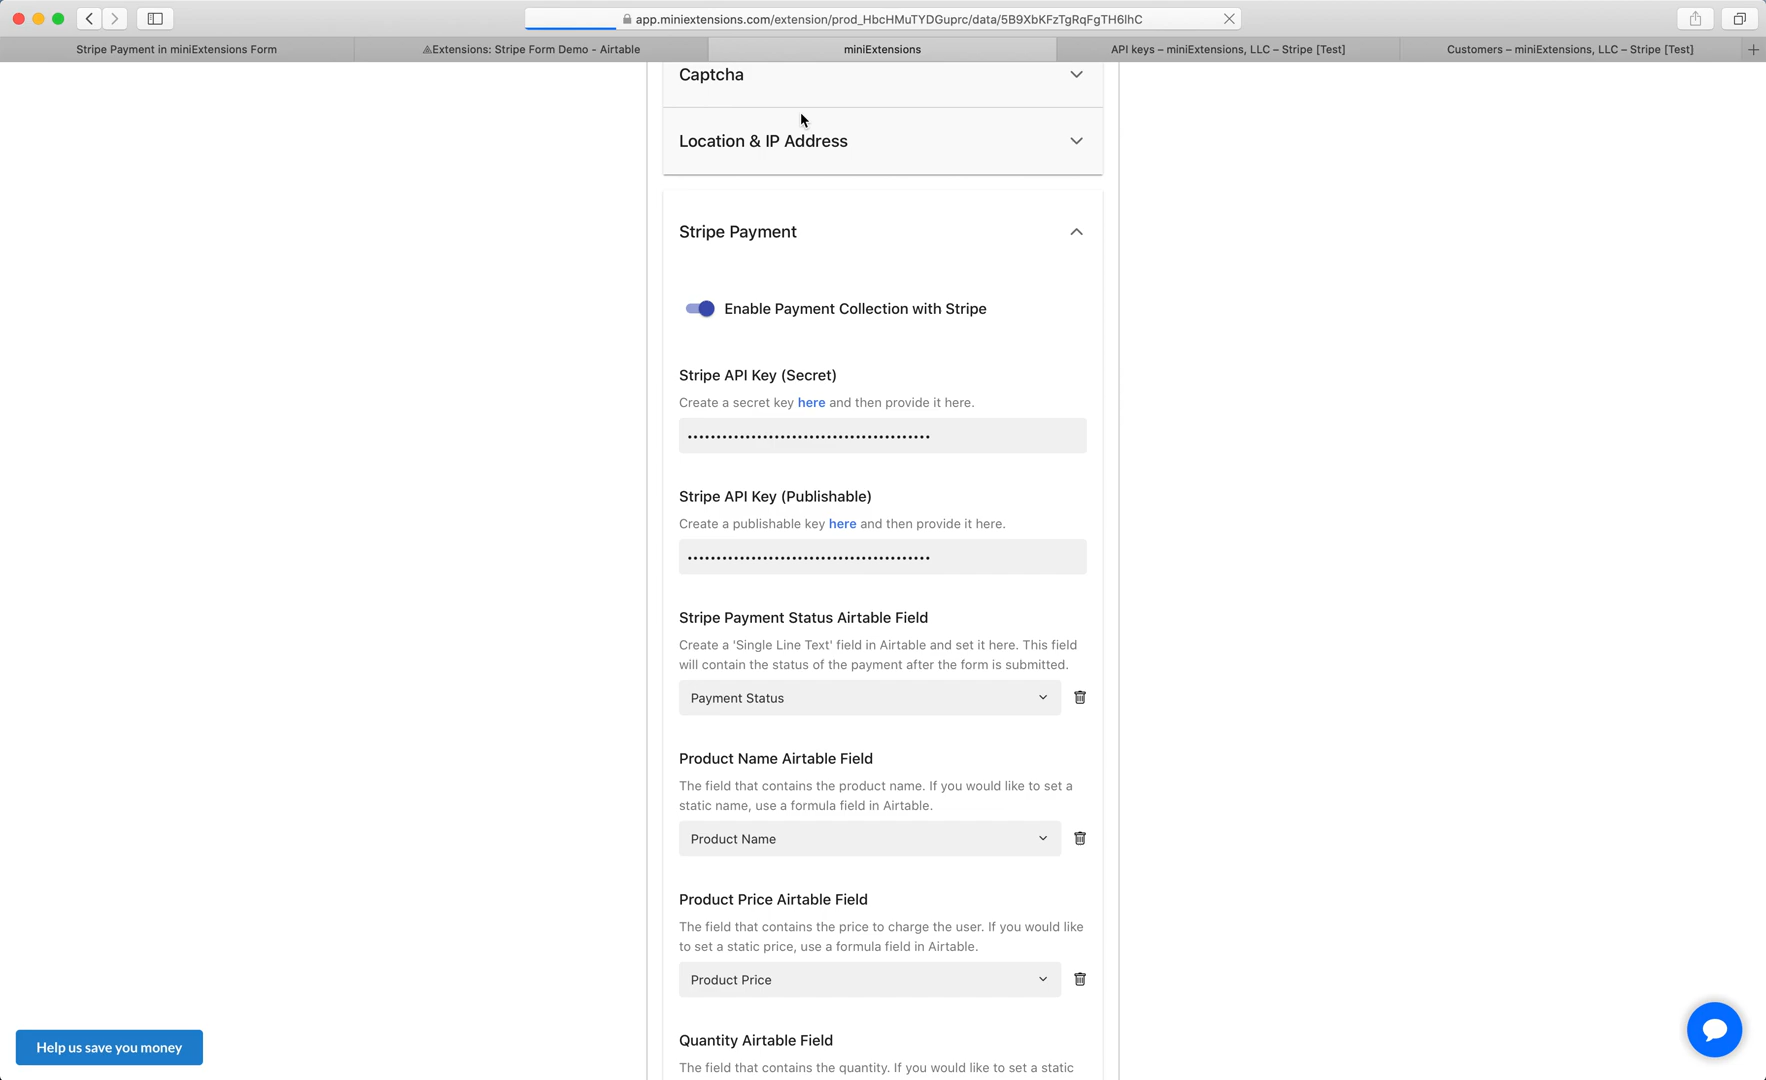 app.miniextensions.com/extension/prod_HbcHMuTYDGuprc/data/5B9XbKFzTgRqFgTH6lhC
Stripe Payment in miniExtensions Form
Extensions: Stripe Form Demo - Airtable
miniExtensions
API keys – miniExtensions, LLC – Stripe [Test]
Customers – miniExtensions, LLC – Stripe [Test]
Captcha
Location & IP Address
Stripe Payment
Enable Payment Collection with Stripe
Stripe API Key (Secret)
Create a secret key here and then provide it here.
Stripe API Key (Publishable)
Create a publishable key here and then provide it here.
Stripe Payment Status Airtable Field
Create a 'Single Line Text' field in Airtable and set it here. This field
will contain the status of the payment after the form is submitted.
Payment Status
Product Name Airtable Field
The field that contains the product name. If you would like to set a
static name, use a formula field in Airtable.
Product Name
Product Price Airtable Field
The field that contains the price to charge the user. If you would like
to set a static price, use a formula field in Airtable.
Product Price
Quantity Airtable Field
The field that contains the quantity. If you would like to set a static
Help us save you money